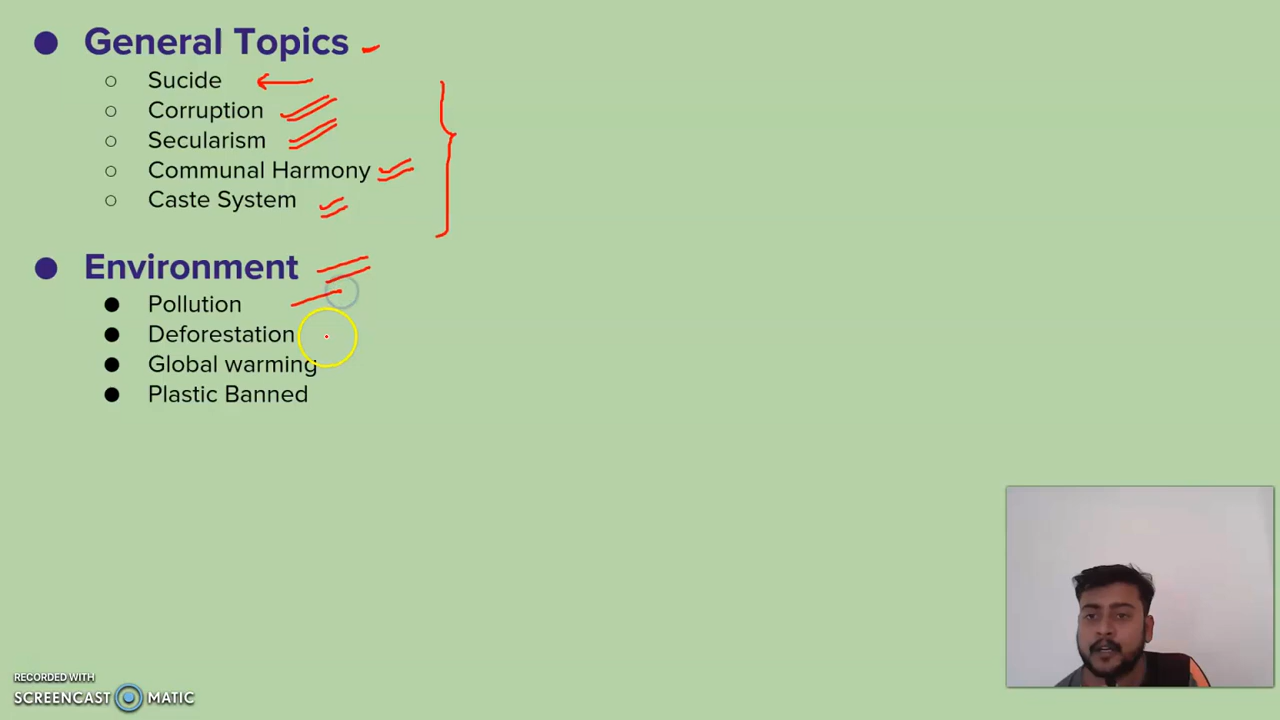 General Topics
Sucide
Corruption
Secularism
Communal Harmony
Caste System
Environment
Pollution
Deforestation
Global warming
Plastic Banned
RECORDED WITH
SCREENCAST MATIC